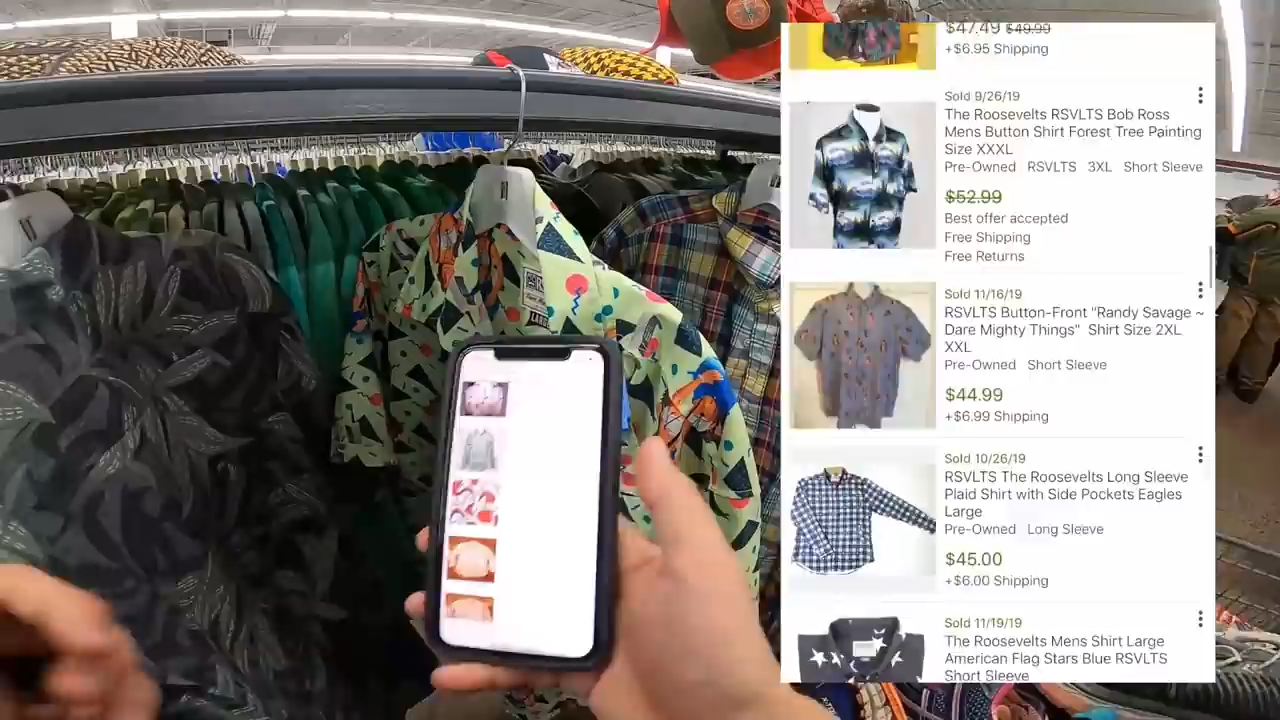 $47.49 $49.99
+$6.95 Shipping
Sold 9/26/19
The Roosevelts RSVLTS Bob Ross
Mens Button Shirt Forest Tree Painting
Size XXXL
Pre-Owned RSVLTS 3XL Short Sleeve
$52.99
Best offer accepted
Free Shipping
Free Returns
Sold 11/16/19
RSVLTS Button-Front "Randy Savage ~
Dare Mighty Things" Shirt Size 2XL
XXL
Pre-Owned Short Sleeve
$44.99
+$6.99 Shipping
Sold 10/26/19
RSVLTS The Roosevelts Long Sleeve
Plaid Shirt with Side Pockets Eagles
Large
Pre-Owned Long Sleeve
$45.00
+$6.00 Shipping
Sold 11/19/19
The Roosevelts Mens Shirt Large
American Flag Stars Blue RSVLTS
Short Sleeve